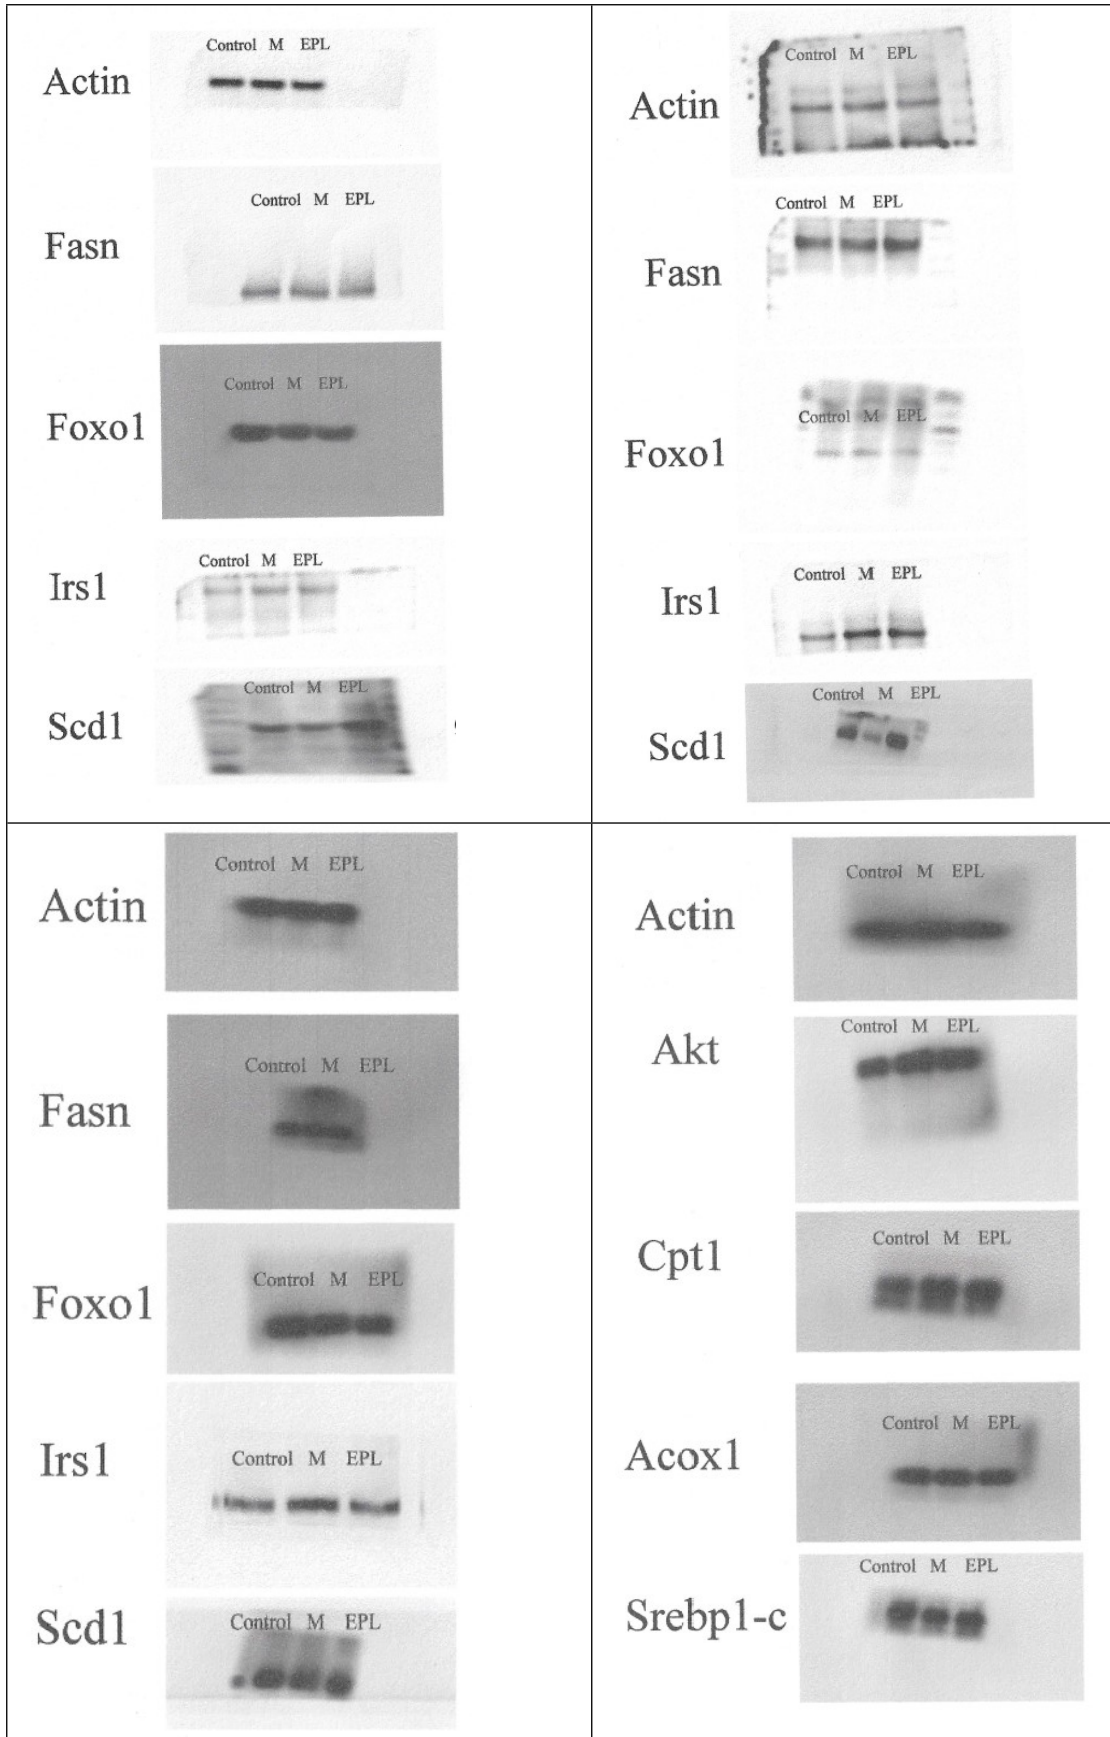 Control M EPL
Actin
Control M EPL
Fasn
Control M EPL
Foxo1
Control M EPL
Irs1
Control M EPL
Scd1
Control M EPL
Actin
Control M EPL
Fasn
Control M EPL
Foxo1
Control M EPL
Irs1
Control M EPL
Scd1
Control M EPL
Actin
Control M EPL
Fasn
Control M EPL
Foxo1
Control M EPL
Irs1
Control M EPL
Scd1
Control M EPL
Actin
Control M EPL
Akt
Control M EPL
Cpt1
Control M EPL
Acox1
Control M EPL
Srebp1-c